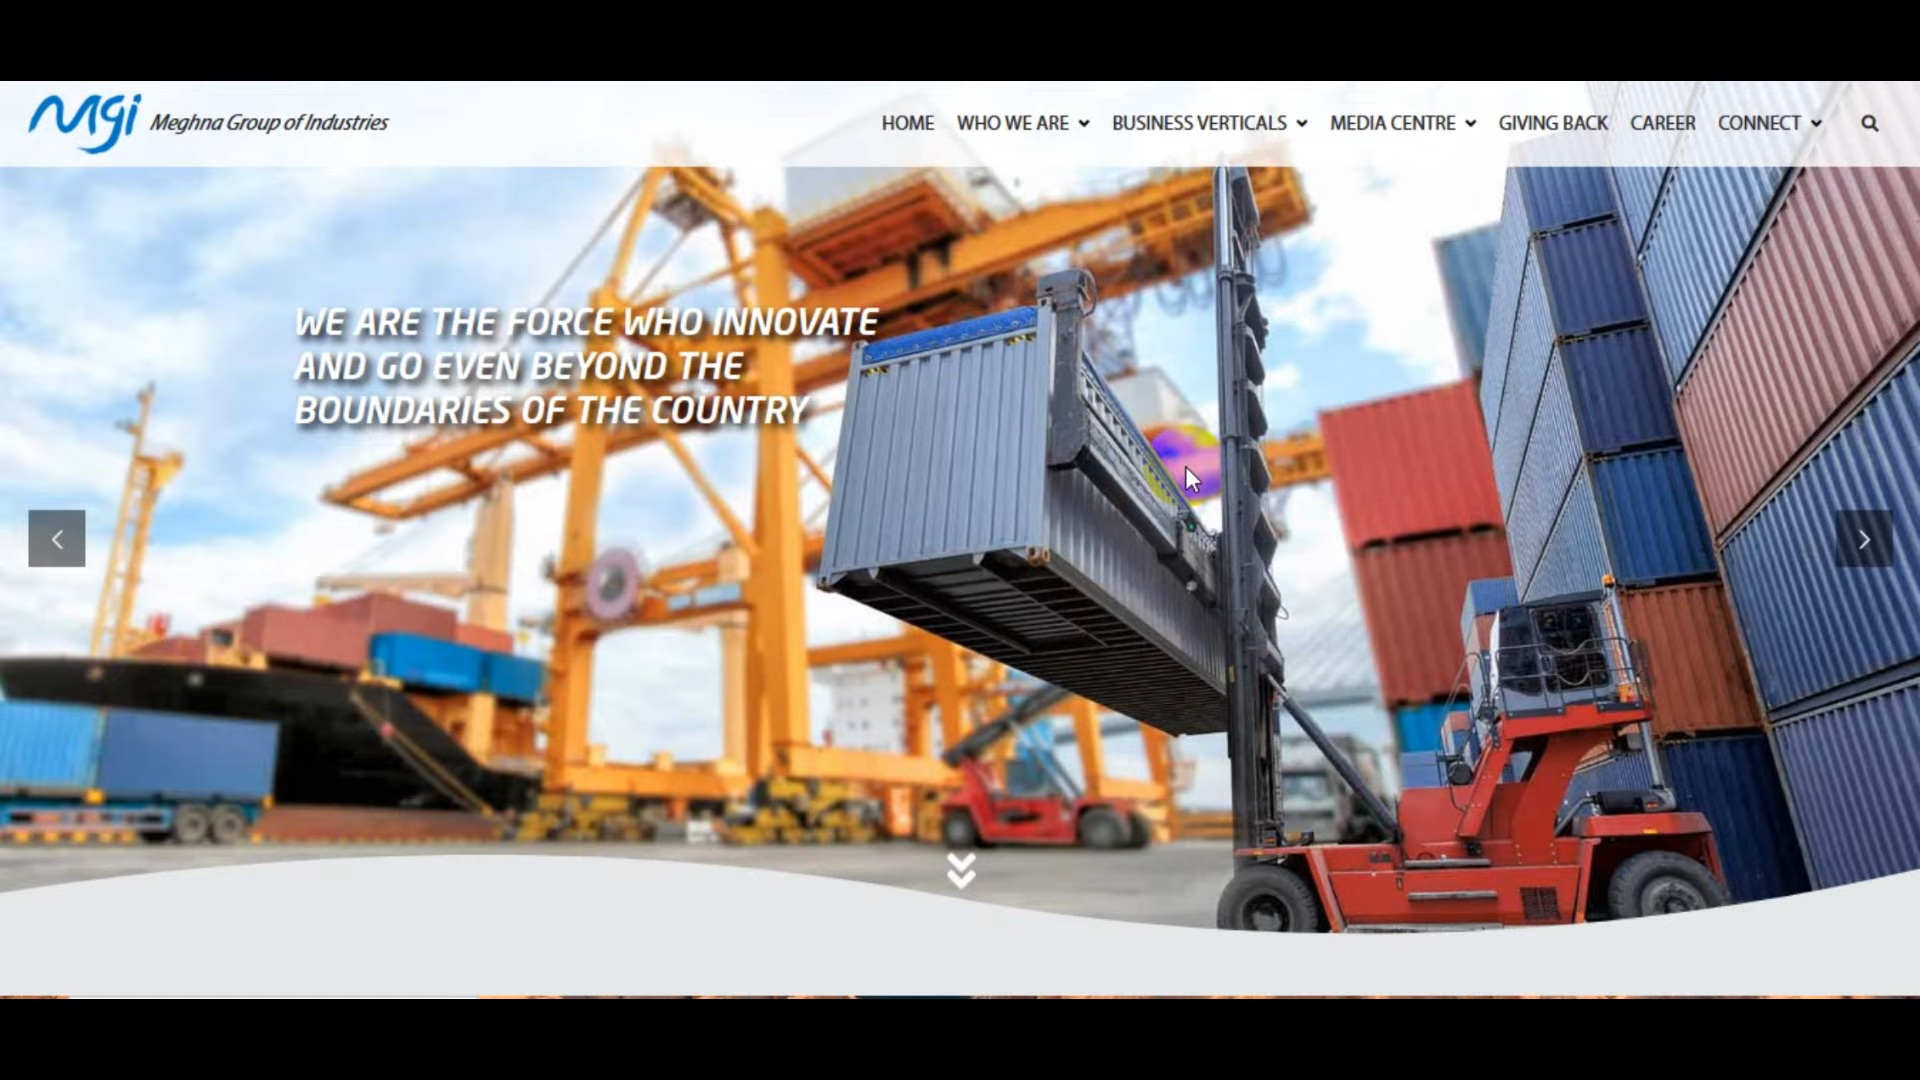 Mgi Meghna Group of Industries
HOME WHO WE ARE BUSINESS VERTICALS MEDIA CENTRE GIVING BACK CAREER CONNECT
WE ARE THE FORCE WHO INNOVATE
AND GO EVEN BEYOND THE
BOUNDARIES OF THE COUNTRY